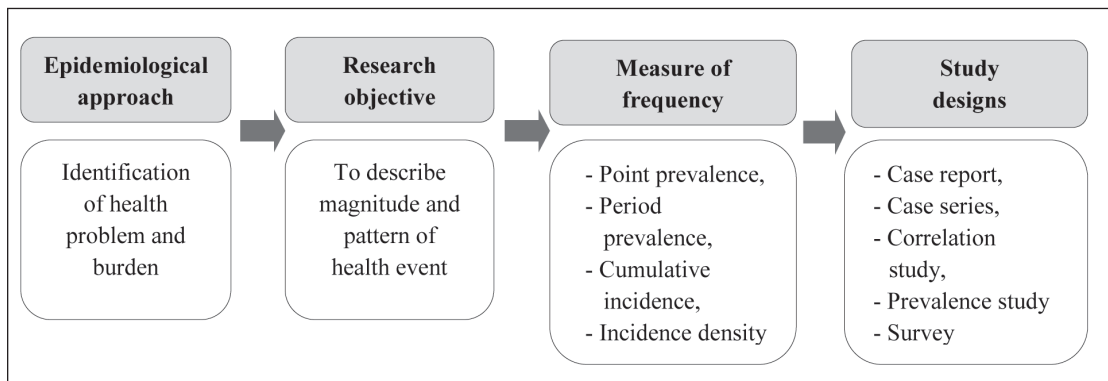 Epidemiological
approach
Identification
of health
problem and
burden
Research
objective
To describe
magnitude and
pattern of
health event
Measure of
frequency
- Point prevalence,
- Period
prevalence,
- Cumulative
incidence,
- Incidence density
Study
designs
- Case report,
- Case series,
- Correlation
study,
- Prevalence study
- Survey